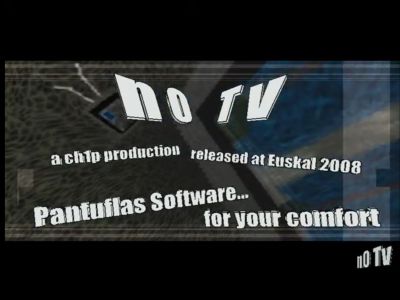 no TV
a ch1p production released at Euskal 2008
Pantuflas Software...
for your comfort
nO TV